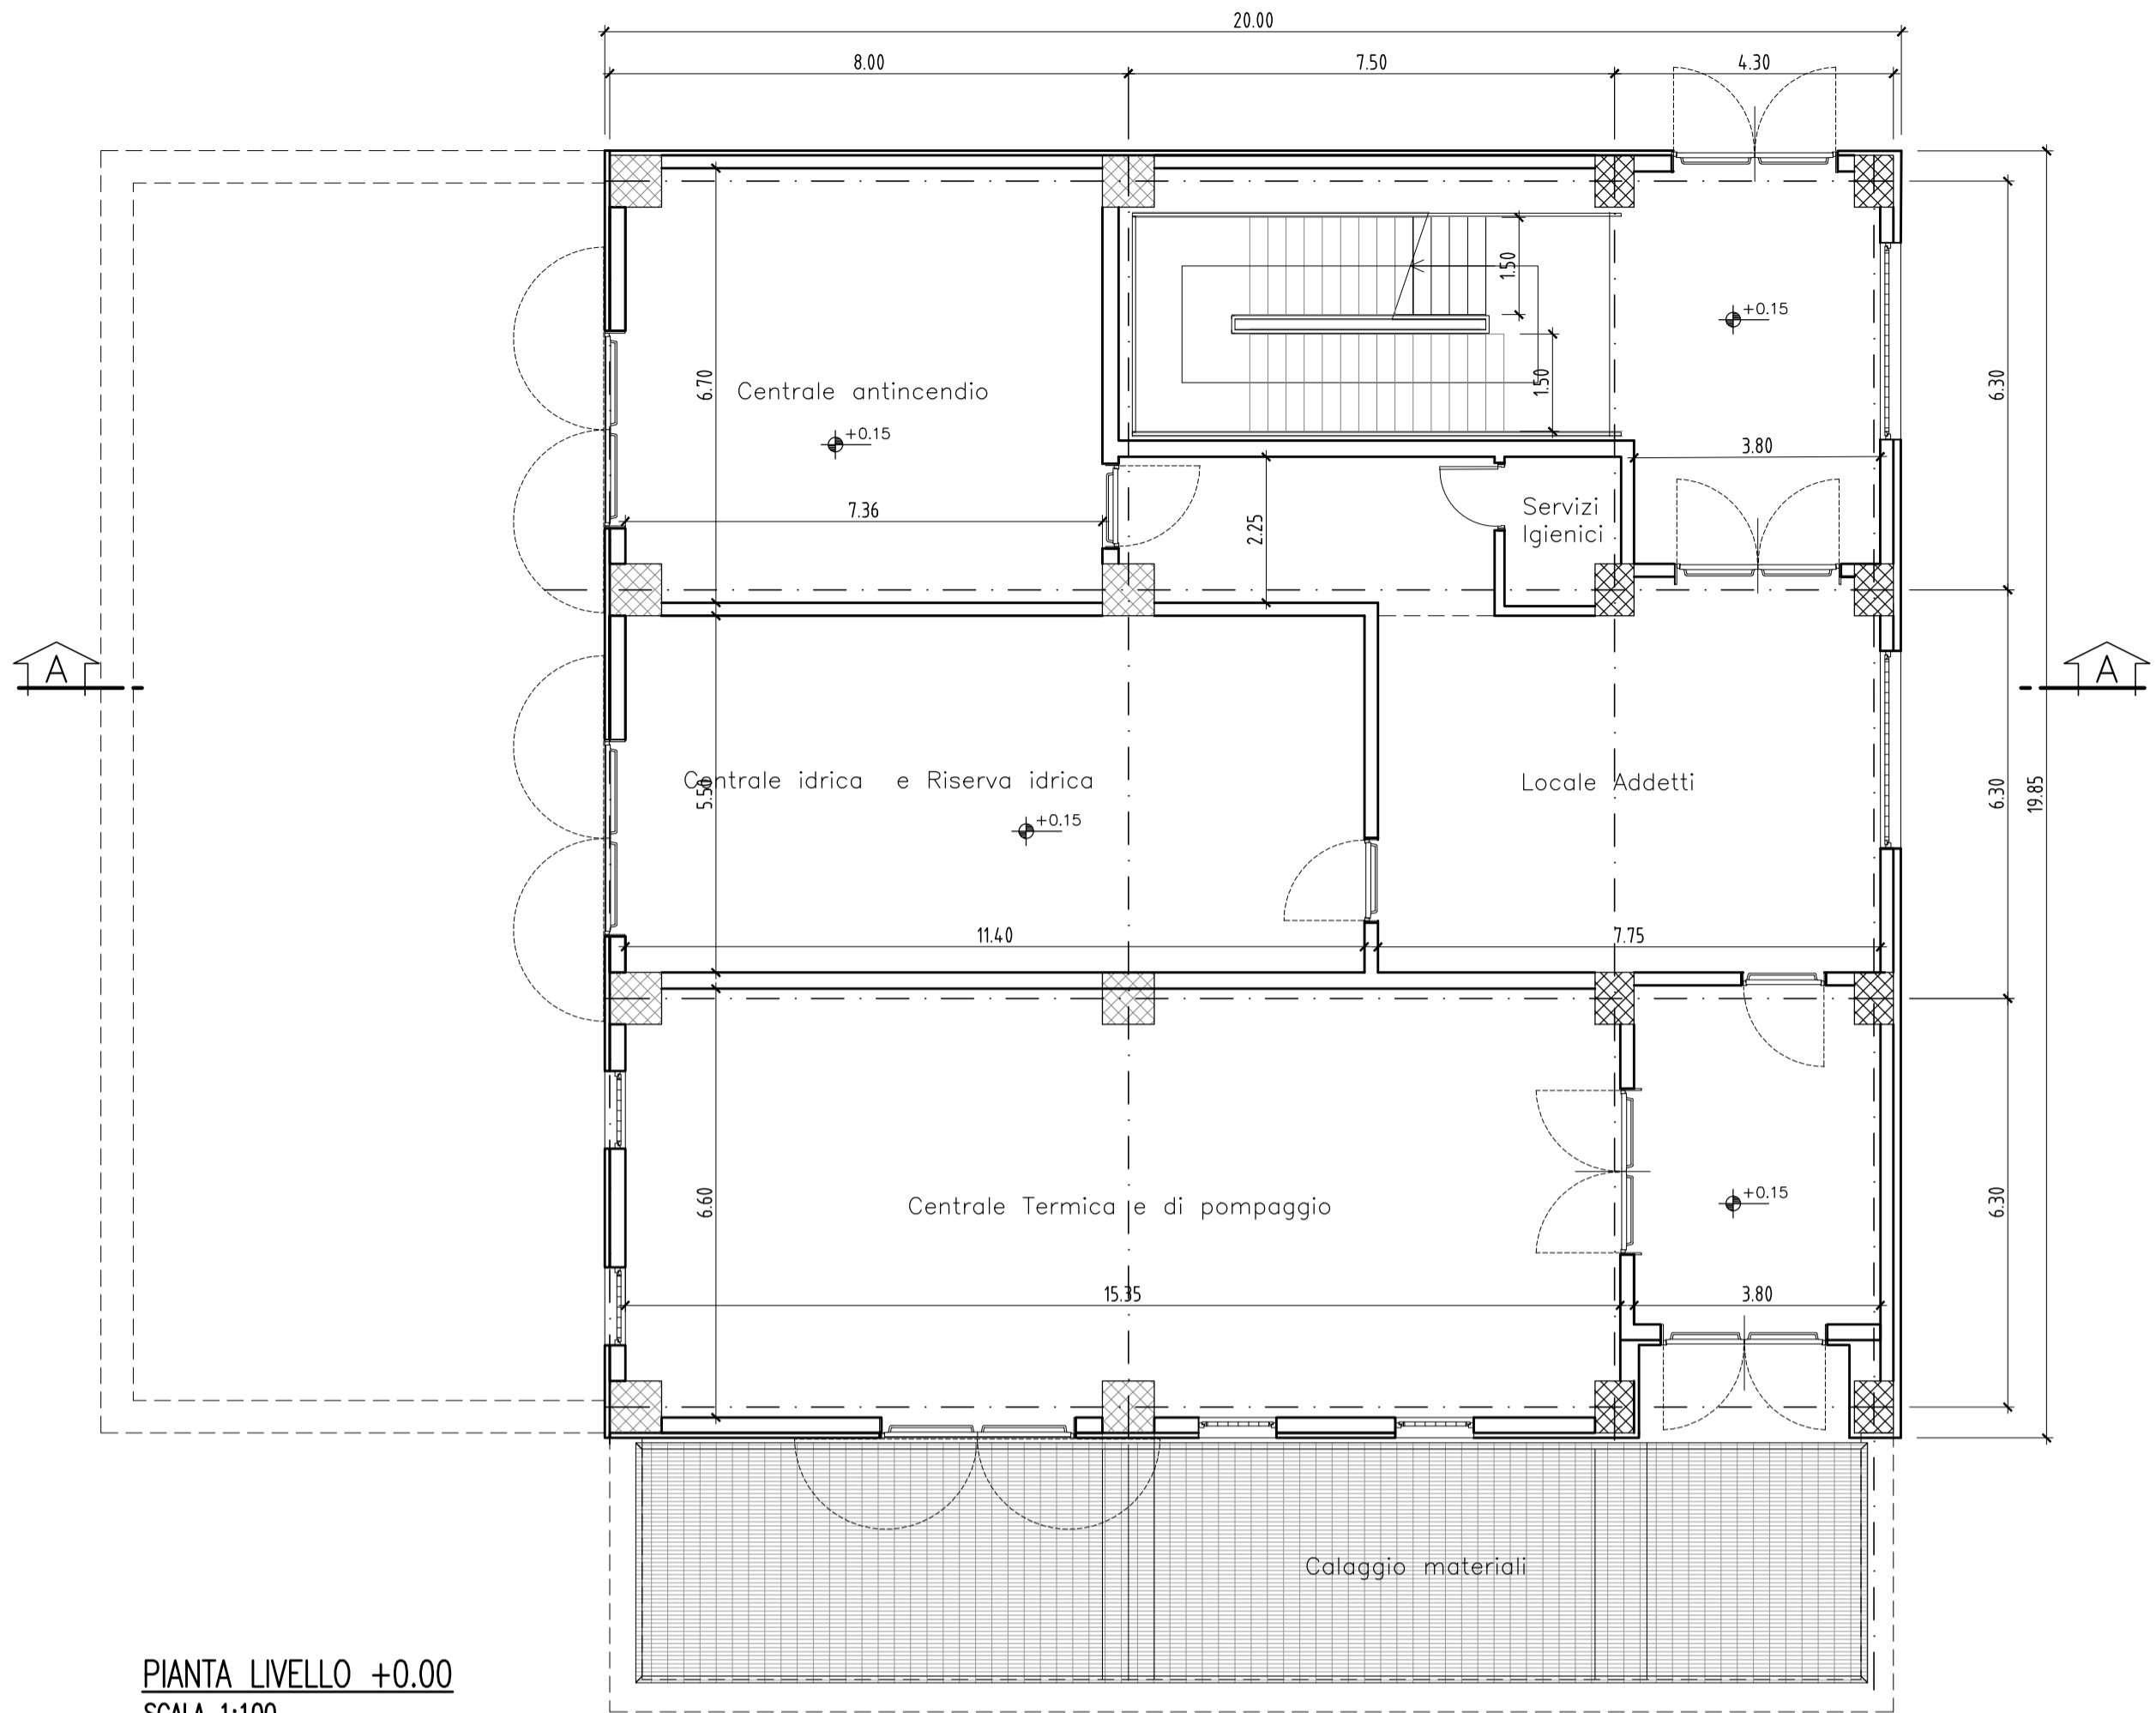 20.00
8.00
7.50
4.30
1.50
+0.15
6.70
1.50
6.30
Centrale antincendio
+0.15
3.80
7.36
2.25
Servizi
Igienici
A
A
5.50
Centrale idrica e Riserva idrica
Locale Addetti
6.30
19.85
+0.15
11.40
7.75
6.60
Centrale Termica e di pompaggio
+0.15
6.30
15.35
3.80
Calaggio materiali
PIANTA LIVELLO +0.00
SCALA 1:100